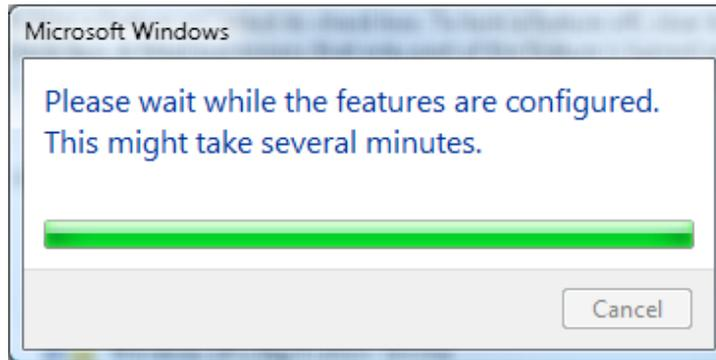 Microsoft Windows
Please wait while the features are configured.
This might take several minutes.
Cancel